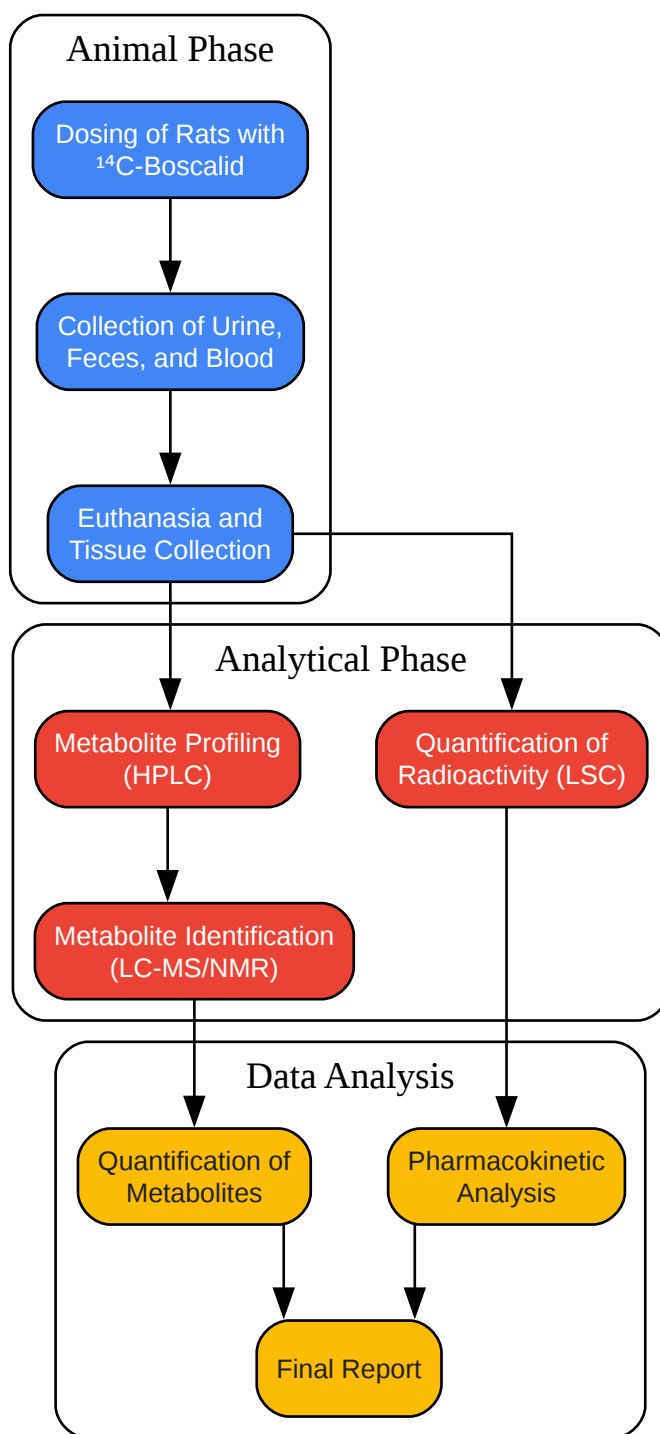 Animal Phase
Dosing of Rats with
¹⁴C-Boscalid
Collection of Urine,
Feces, and Blood
Euthanasia and
Tissue Collection
Analytical Phase
Metabolite Profiling
(HPLC)
Quantification of
Radioactivity (LSC)
Metabolite Identification
(LC-MS/NMR)
Data Analysis
Quantification of
Metabolites
Pharmacokinetic
Analysis
Final Report